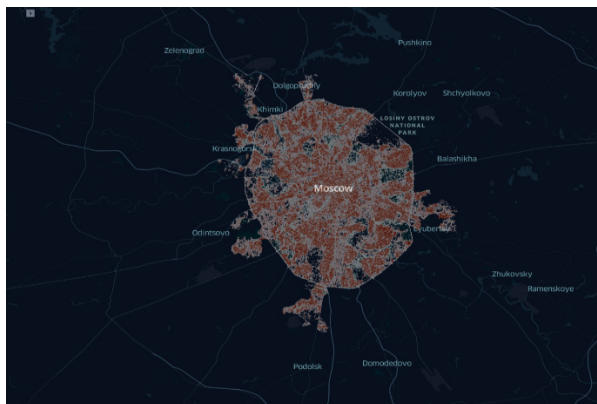 Pushkino
Zelenograd
Dolgoprudny
Korolyov
Shchyolkovo
Khimki
LOSINY OSTROV
NATIONAL
PARK
Krasnogorsk
Balashikha
Moscow
Odintsovo
Lyubertsy
Zhukovsky
Ramenskoye
Podolsk
Domodedovo